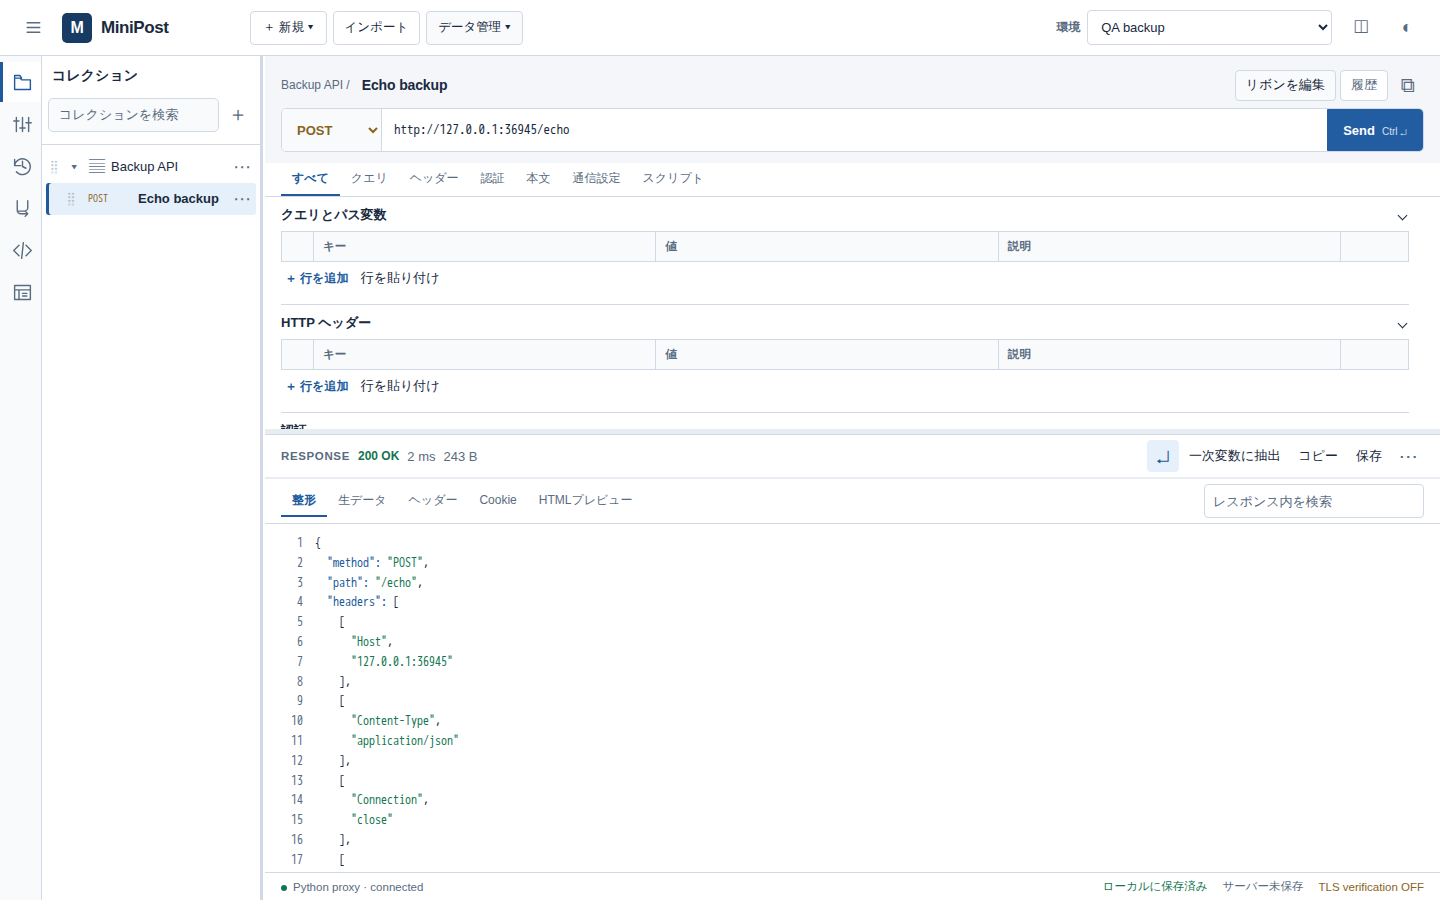 M MiniPost ＋ 新規 ▾ インポート データ管理 ▾ 環境 QA backup
コレクション
コレクションを検索 ＋
Backup API ···
POST Echo backup ···
Backup API / Echo backup リボンを編集 履歴
POST http://127.0.0.1:36945/echo Send Ctrl ↵
すべて クエリ ヘッダー 認証 本文 通信設定 スクリプト
クエリとパス変数
キー 値 説明
＋ 行を追加 行を貼り付け
HTTP ヘッダー
キー 値 説明
＋ 行を追加 行を貼り付け
認証
RESPONSE 200 OK 2 ms 243 B 一次変数に抽出 コピー 保存 ···
整形 生データ ヘッダー Cookie HTMLプレビュー レスポンス内を検索
1 {
2 "method": "POST",
3 "path": "/echo",
4 "headers": [
5 [
6 "Host",
7 "127.0.0.1:36945"
8 ],
9 [
10 "Content-Type",
11 "application/json"
12 ],
13 [
14 "Connection",
15 "close"
16 ],
17 [
Python proxy · connected ローカルに保存済み サーバー未保存 TLS verification OFF